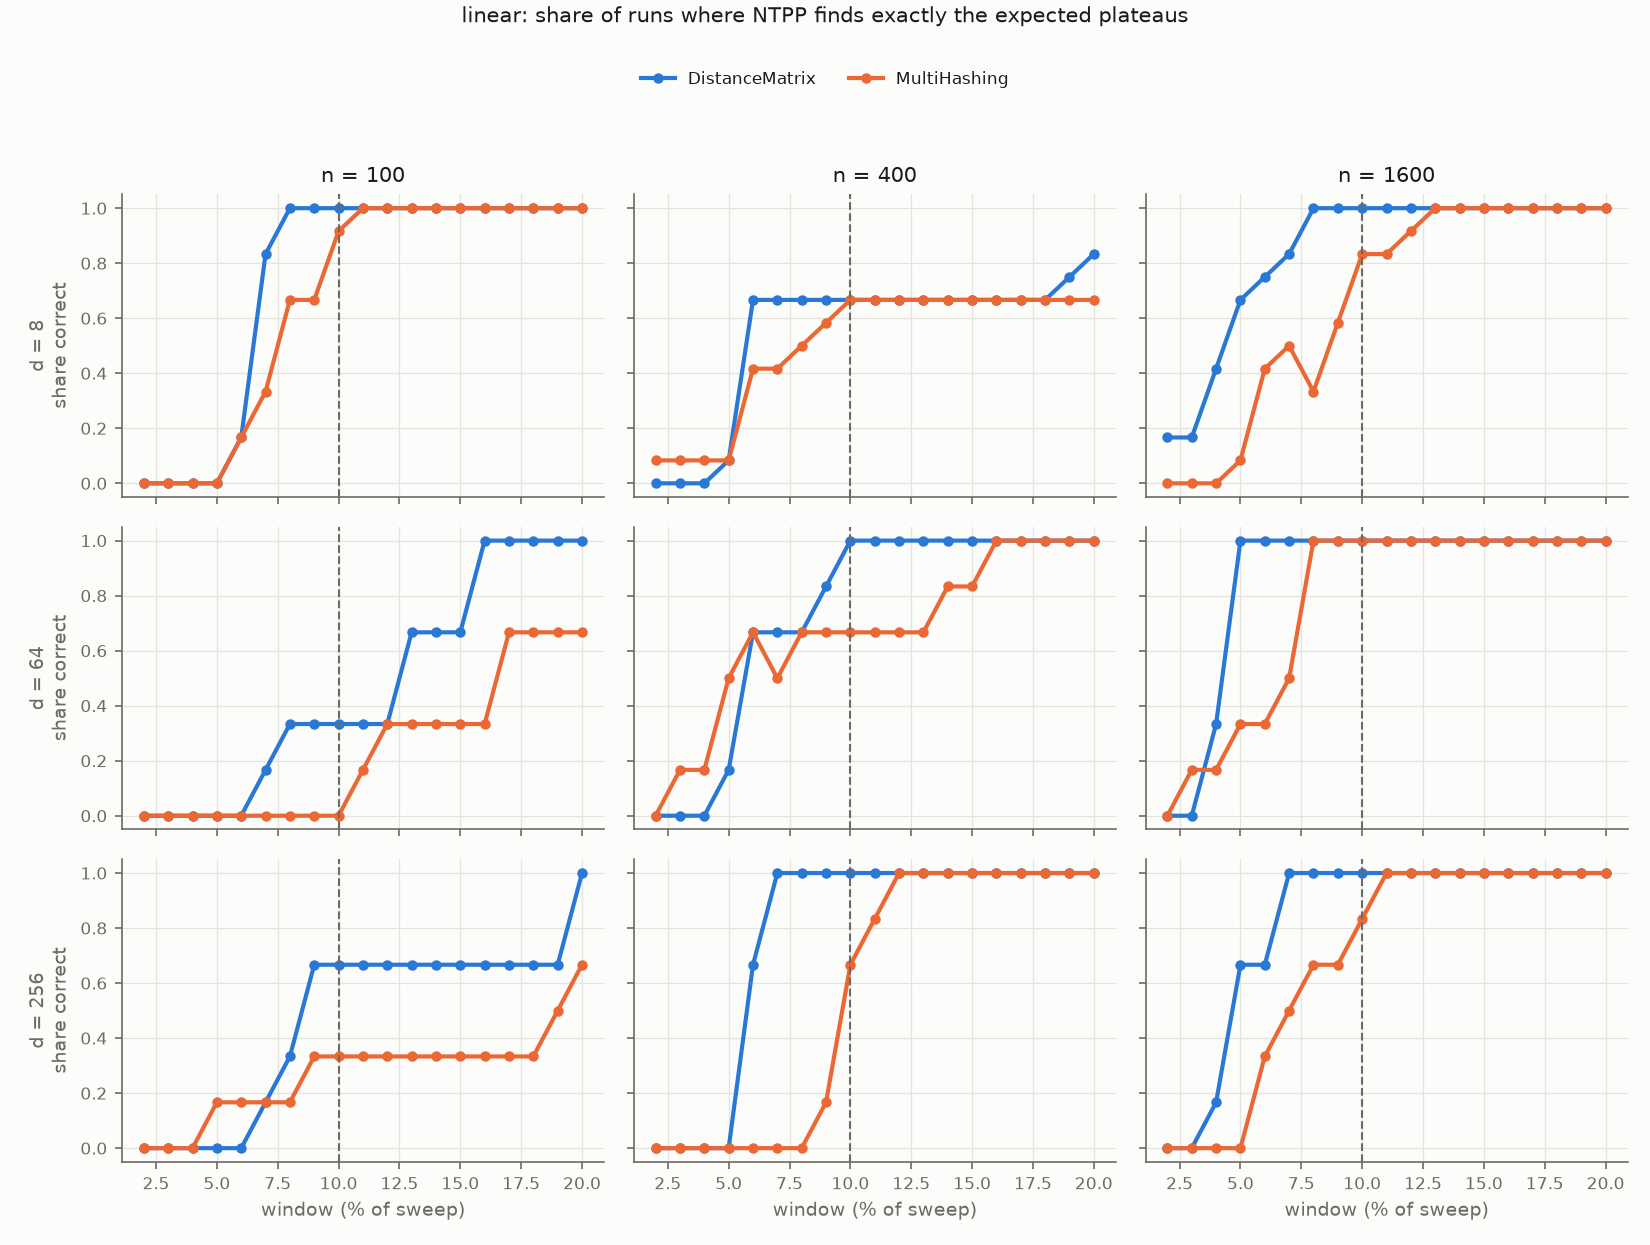 linear: share of runs where NTPP finds exactly the expected plateaus
DistanceMatrix MultiHashing
n = 100 n = 400 n = 1600
d = 8
share correct
1.0
0.8
0.6
0.4
0.2
0.0
d = 64
share correct
1.0
0.8
0.6
0.4
0.2
0.0
d = 256
share correct
1.0
0.8
0.6
0.4
0.2
0.0
2.5 5.0 7.5 10.0 12.5 15.0 17.5 20.0 2.5 5.0 7.5 10.0 12.5 15.0 17.5 20.0 2.5 5.0 7.5 10.0 12.5 15.0 17.5 20.0
window (% of sweep) window (% of sweep) window (% of sweep)